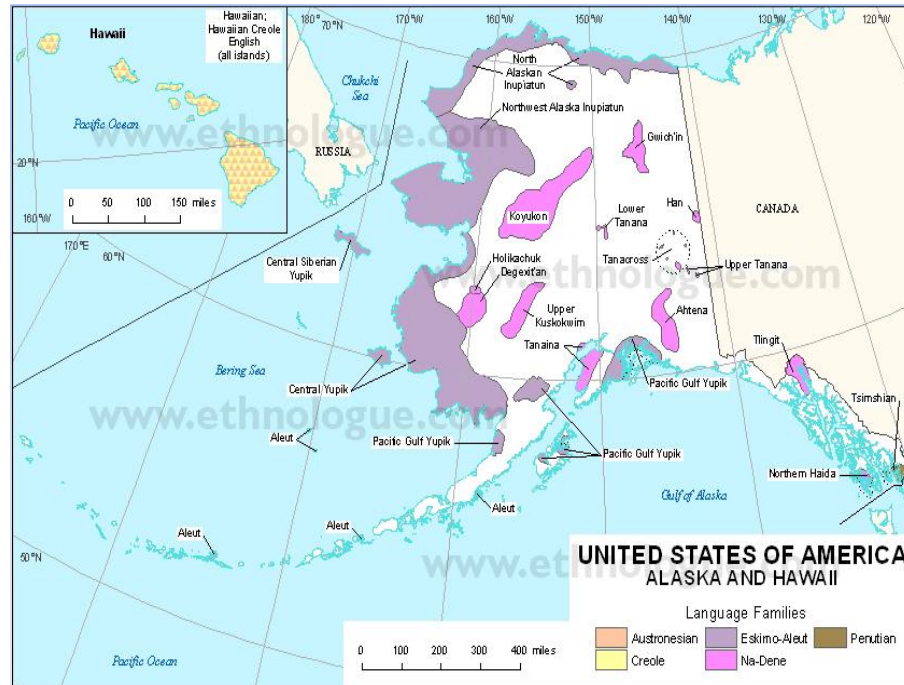 Hawaii
Hawaiian;
Hawaiian Creole
English
(all islands)
Pacific Ocean
20°N
160°W
0 50 100 150 miles
180°
170°W
160°W
150°W
140°W
130°W
120°W
70°N
Chukchi
Sea
RUSSIA
www.ethnologue.com
North
Alaskan
Inupiatun
Northwest Alaska Inupiatun
Gwich'in
Koyukon
Lower
Tanana
Han
CANADA
Tanacross
Upper Tanana
www.ethnologue.com
170°E
60°N
Central Siberian
Yupik
Holikachuk
Degexit'an
Upper
Kuskokwim
Ahtena
Tanaina
Tlingit
Bering Sea
Central Yupik
Pacific Gulf Yupik
Tsimshian
www.ethnologue.com
Aleut
Pacific Gulf Yupik
Pacific Gulf Yupik
Northern Haida
Aleut
Gulf of Alaska
Aleut
Aleut
50°N
www.ethnologue.com
UNITED STATES OF AMERICA
ALASKA AND HAWAII
Language Families
Austronesian
Eskimo-Aleut
Penutian
Creole
Na-Dene
0 100 200 300 400 miles
Pacific Ocean